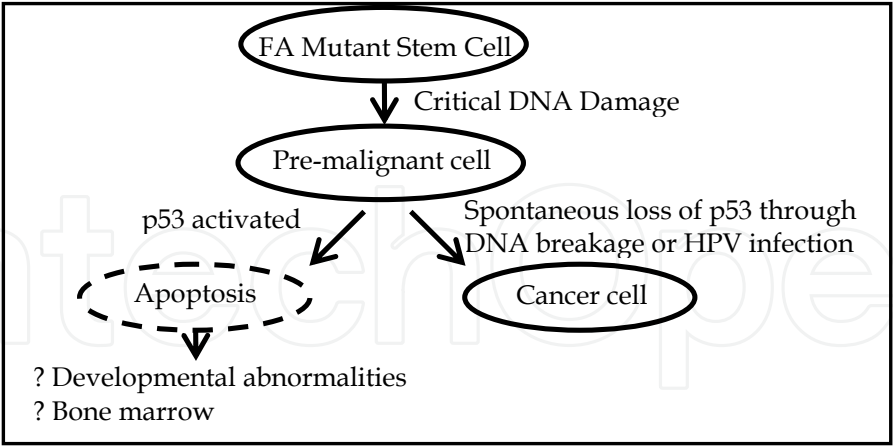 FA Mutant Stem Cell
Critical DNA Damage
Pre-malignant cell
p53 activated
Spontaneous loss of p53 through
DNA breakage or HPV infection
Apoptosis
Cancer cell
? Developmental abnormalities
? Bone marrow